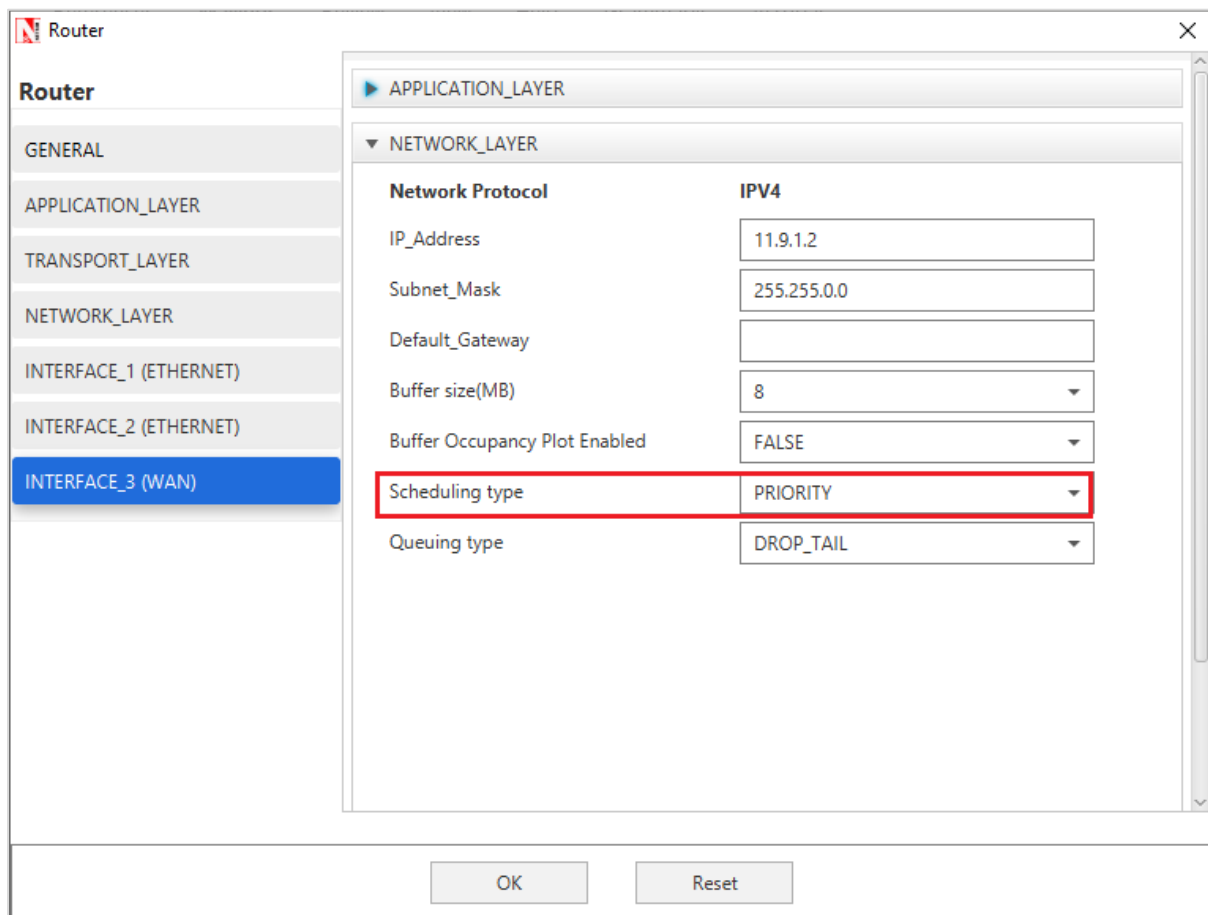 Router
Router
GENERAL
APPLICATION_LAYER
TRANSPORT_LAYER
NETWORK_LAYER
INTERFACE_1 (ETHERNET)
INTERFACE_2 (ETHERNET)
INTERFACE_3 (WAN)
APPLICATION_LAYER
NETWORK_LAYER
Network Protocol IPV4
IP_Address 11.9.1.2
Subnet_Mask 255.255.0.0
Default_Gateway
Buffer size(MB) 8
Buffer Occupancy Plot Enabled FALSE
Scheduling type PRIORITY
Queuing type DROP_TAIL
OK Reset